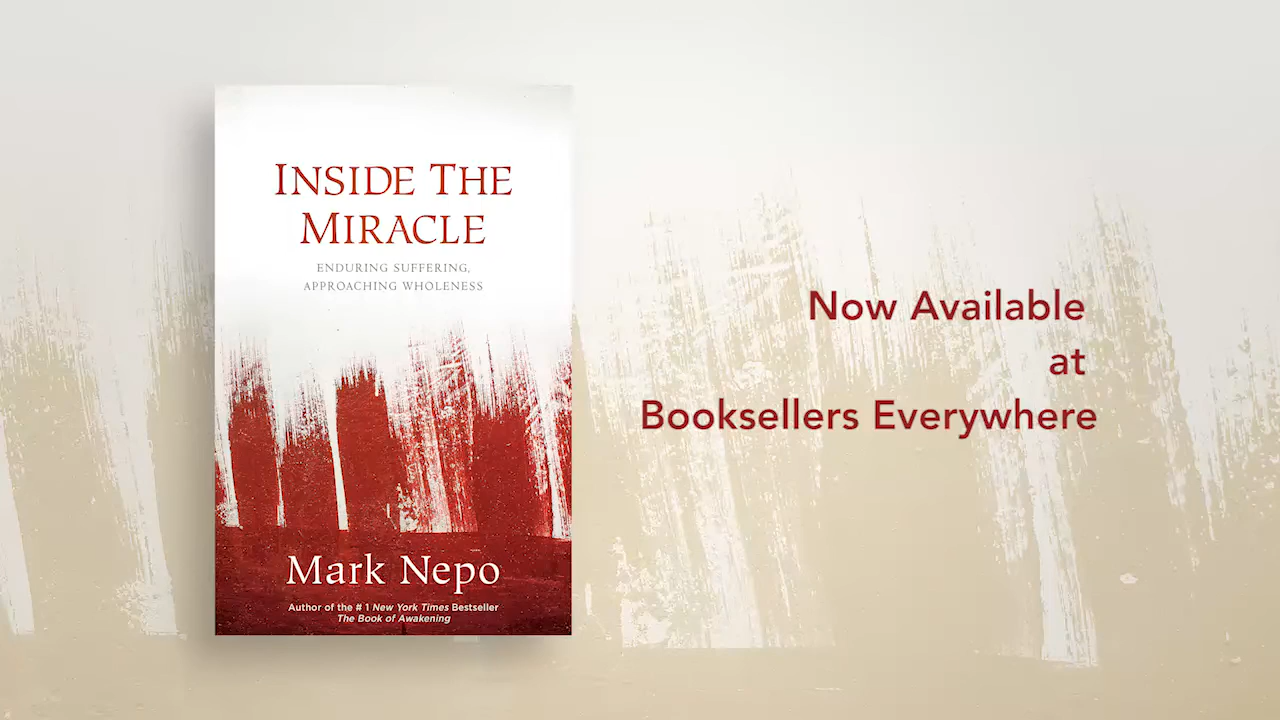 INSIDE THE
MIRACLE
ENDURING SUFFERING,
APPROACHING WHOLENESS
Mark Nepo
Author of the # 1 New York Times Bestseller
The Book of Awakening
Now Available
at
Booksellers Everywhere